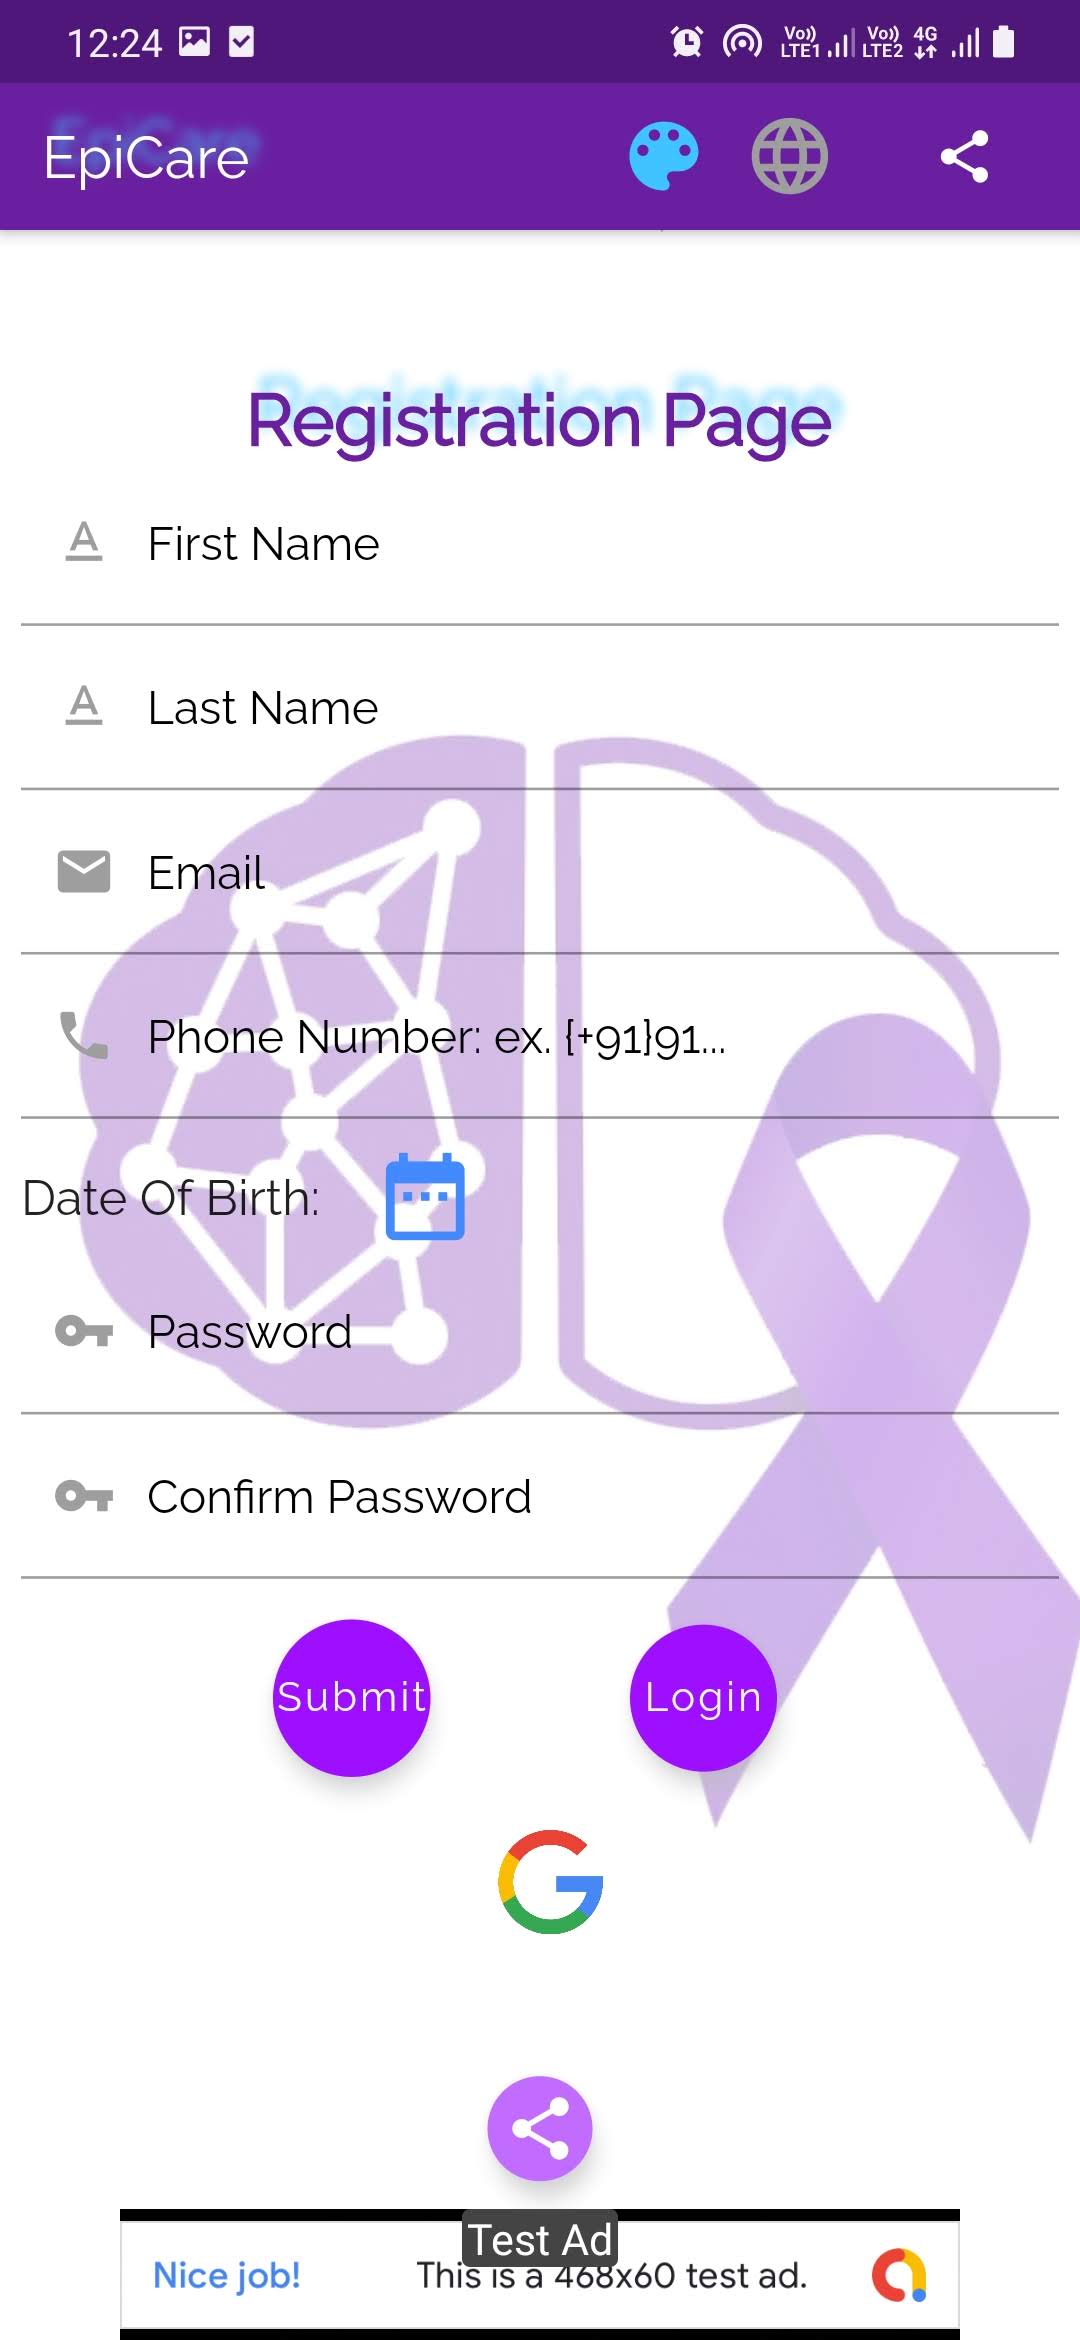 12:24
Vo)) LTE1 Vo)) LTE2 4G
EpiCare
Registration Page
First Name
Last Name
Email
Phone Number: ex. {+91}91...
Date Of Birth:
Password
Confirm Password
Submit Login
Test Ad
Nice job! This is a 468x60 test ad.